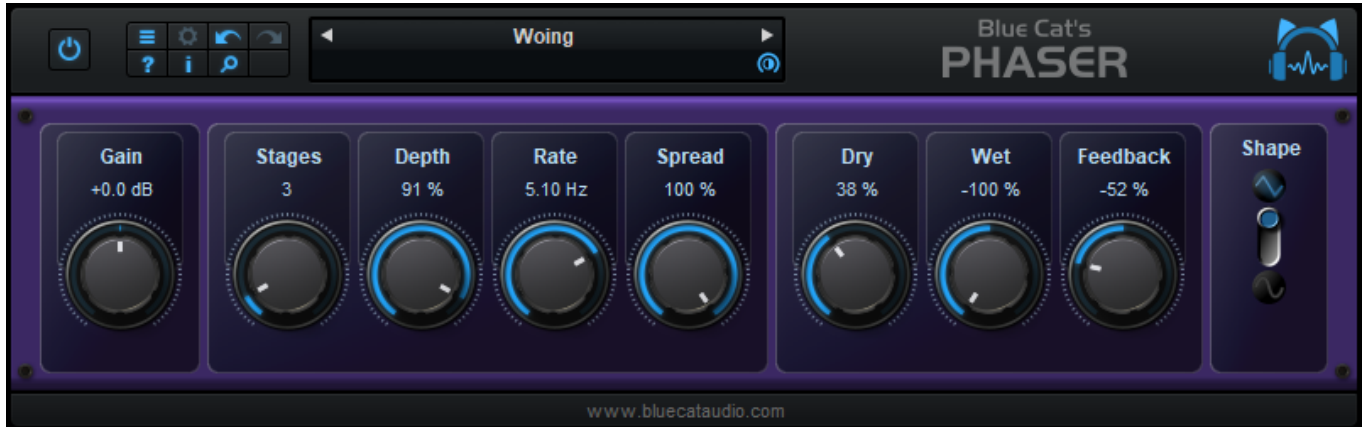 Woing
? i
Blue Cat's
PHASER
Gain
+0.0 dB
Stages
3
Depth
91 %
Rate
5.10 Hz
Spread
100 %
Dry
38 %
Wet
-100 %
Feedback
-52 %
Shape
www.bluecataudio.com